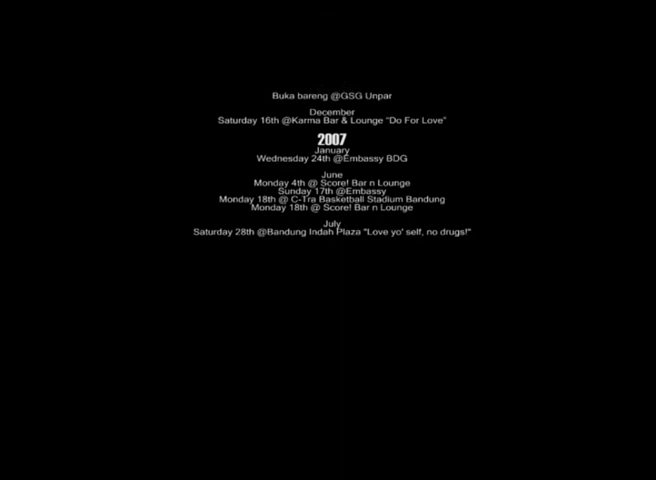 Buka bareng @GSG Unpar
December
Saturday 16th @Karma Bar & Lounge "Do For Love"
2007
January
Wednesday 24th @Embassy BDG
June
Monday 4th @ Score! Bar n Lounge
Sunday 17th @Embassy
Monday 18th @ C-Tra Basketball Stadium Bandung
Monday 18th @ Score! Bar n Lounge
July
Saturday 28th @Bandung Indah Plaza "Love yo' self, no drugs!"